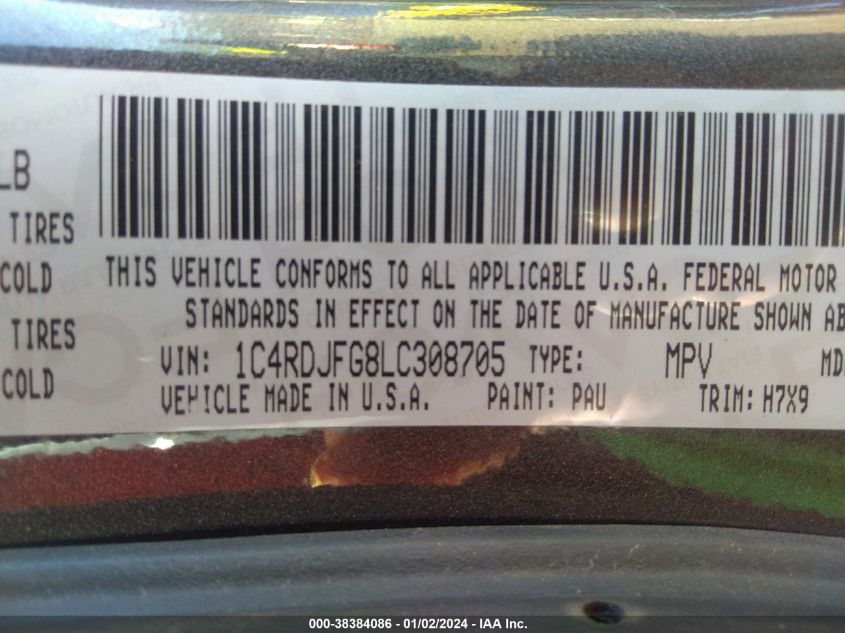 LB
TIRES
COLD
TIRES
COLD
THIS VEHICLE CONFORMS TO ALL APPLICABLE U.S.A. FEDERAL MOTOR
STANDARDS IN EFFECT ON THE DATE OF MANUFACTURE SHOWN AB
VIN: 1C4RDJFG8LC308705 TYPE: MPV MD
VEHICLE MADE IN U.S.A. PAINT: PAU TRIM: H7X9
000-38384086 - 01/02/2024 - IAA Inc.